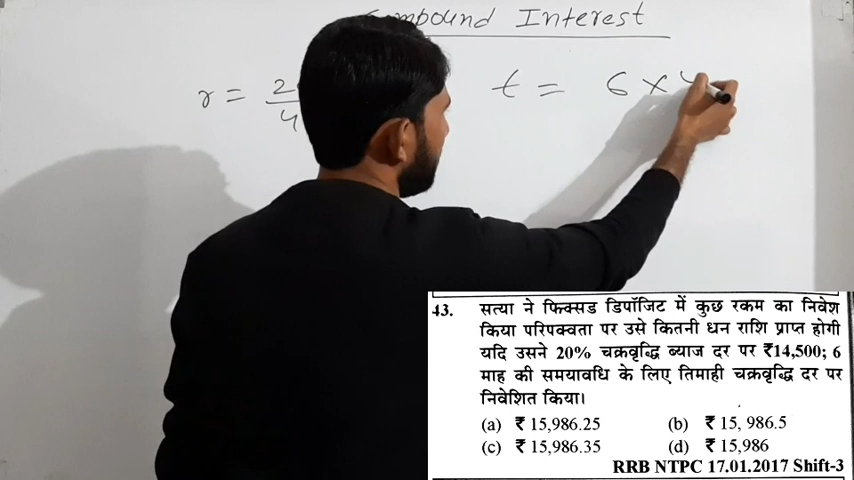 Compound Interest
r = 2/4 t = 6 ×
43. सत्या ने फिक्सड डिपॉजिट में कुछ रकम का निवेश
किया परिपक्वता पर उसे कितनी धन राशि प्राप्त होगी
यदि उसने 20% चक्रवृद्धि ब्याज दर पर ₹14,500; 6
माह की समयावधि के लिए तिमाही चक्रवृद्धि दर पर
निवेशित किया।
(a) ₹ 15,986.25 (b) ₹ 15, 986.5
(c) ₹ 15,986.35 (d) ₹ 15,986
RRB NTPC 17.01.2017 Shift-3